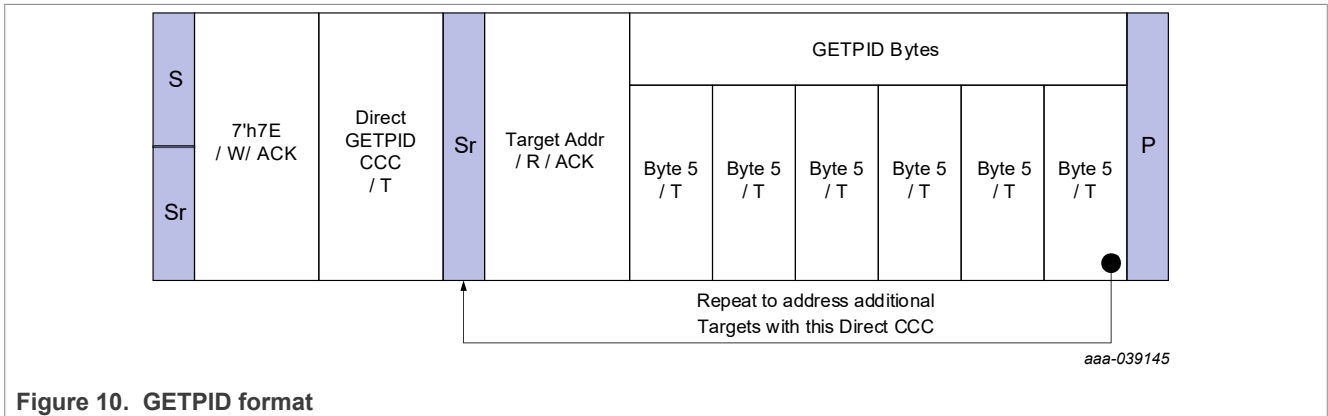 S
Sr
7'h7E
/ W/ ACK
Direct
GETPID
CCC
/ T
Sr
Target Addr
/ R / ACK
GETPID Bytes
Byte 5
/ T
Byte 5
/ T
Byte 5
/ T
Byte 5
/ T
Byte 5
/ T
Byte 5
/ T
P
Repeat to address additional
Targets with this Direct CCC
aaa-039145
Figure 10. GETPID format